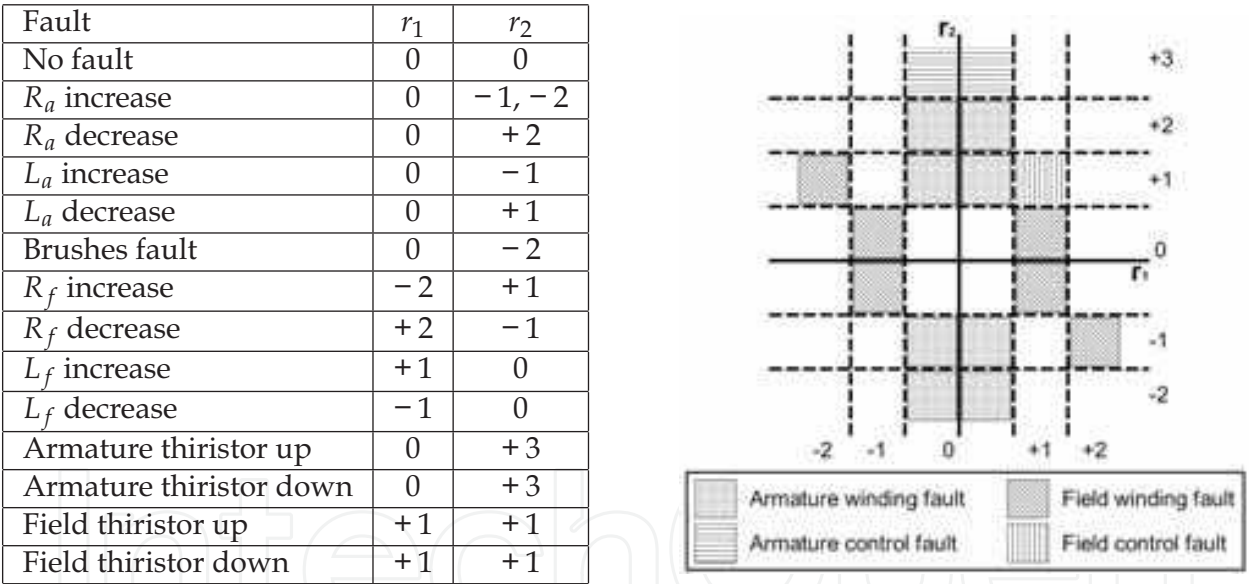 Fault r1 r2
No fault 0 0
Ra increase 0 −1, −2
Ra decrease 0 +2
La increase 0 −1
La decrease 0 +1
Brushes fault 0 −2
Rf increase −2 +1
Rf decrease +2 −1
Lf increase +1 0
Lf decrease −1 0
Armature thiristor up 0 +3
Armature thiristor down 0 +3
Field thiristor up +1 +1
Field thiristor down +1 +1
r2
+3
+2
+1
0
r1
-1
-2
-2 -1 0 +1 +2
Armature winding fault Field winding fault
Armature control fault Field control fault